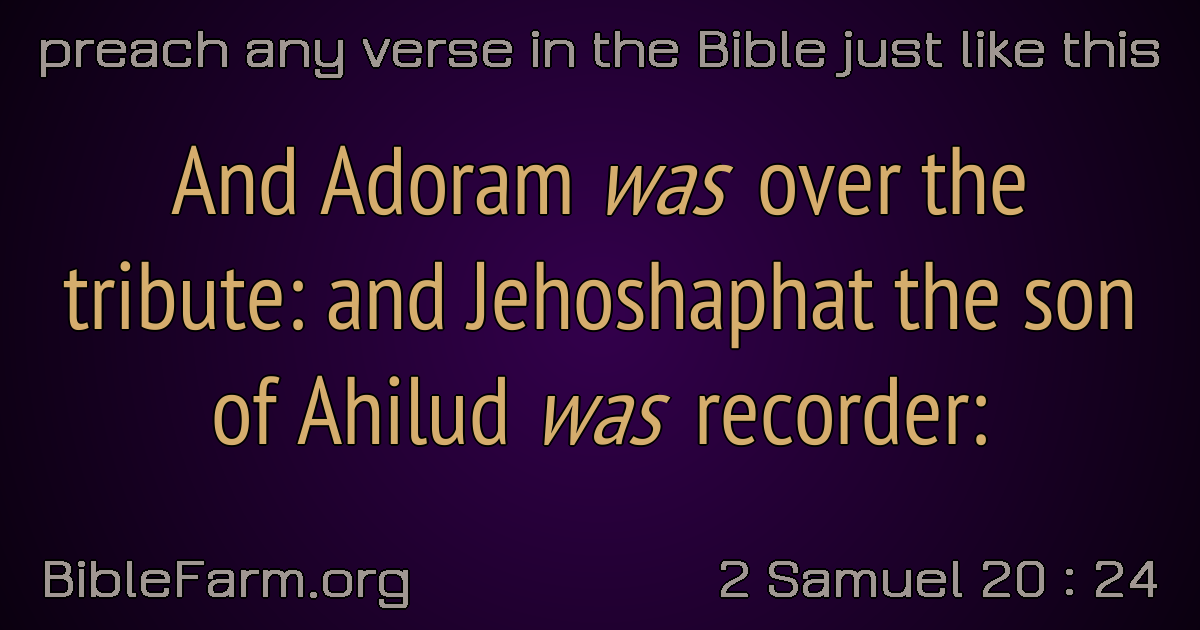 preach any verse in the Bible just like this
And Adoram was over the
tribute: and Jehoshaphat the son
of Ahilud was recorder:
BibleFarm.org
2 Samuel 20 : 24